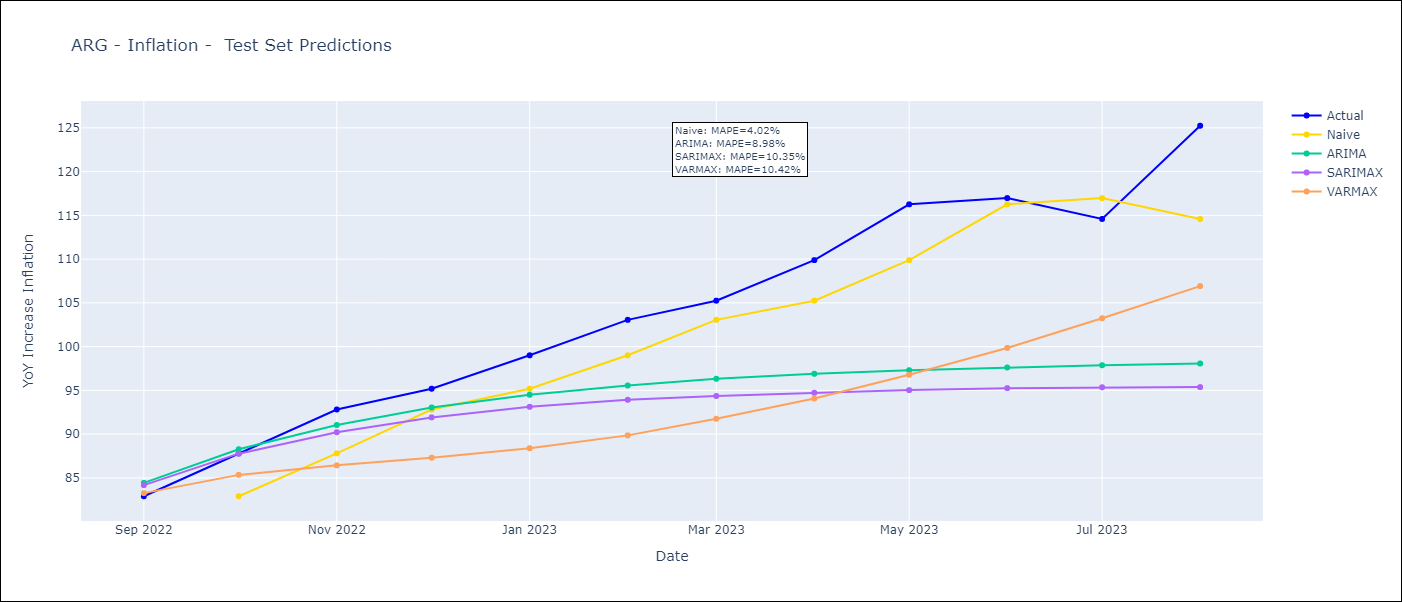 ARG - Inflation -  Test Set Predictions
Naive: MAPE=4.02%
ARIMA: MAPE=8.98%
SARIMAX: MAPE=10.35%
VARMAX: MAPE=10.42%
Actual
Naive
ARIMA
SARIMAX
VARMAX
YoY Increase Inflation
125
120
115
110
105
100
95
90
85
Sep 2022
Nov 2022
Jan 2023
Mar 2023
May 2023
Jul 2023
Date